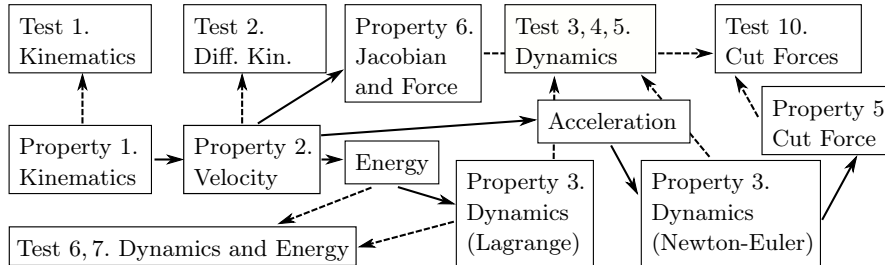 Test 1.
Kinematics
Test 2.
Diff. Kin.
Property 6.
Jacobian
and Force
Test 3, 4, 5.
Dynamics
Test 10.
Cut Forces
Property 1.
Kinematics
Property 2.
Velocity
Energy
Acceleration
Property 5
Cut Force
Property 3.
Dynamics
(Lagrange)
Property 3.
Dynamics
(Newton-Euler)
Test 6, 7. Dynamics and Energy